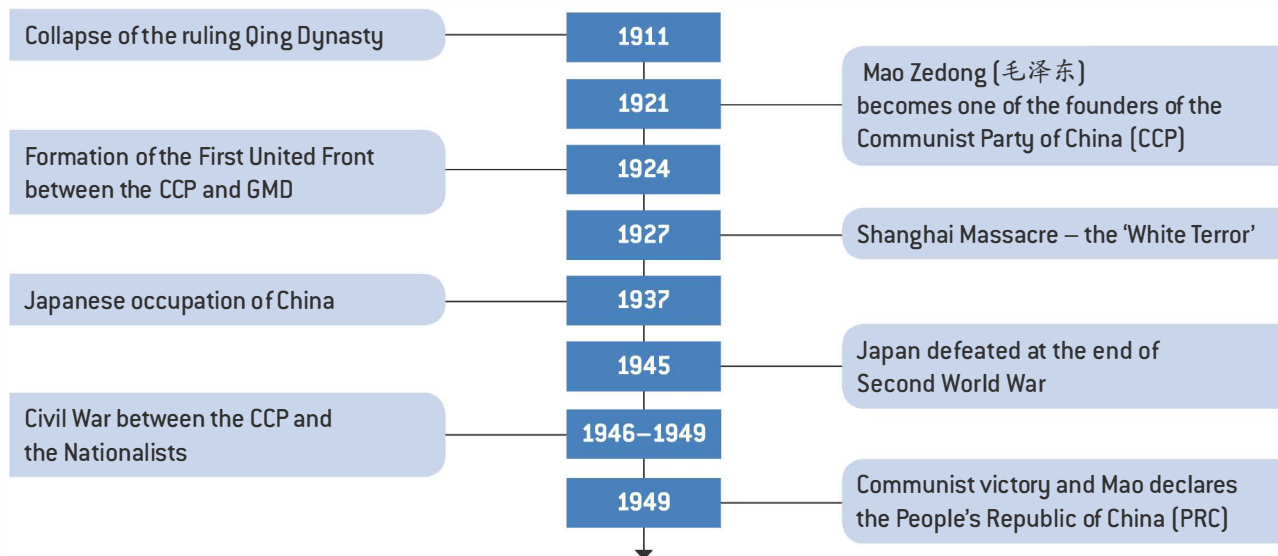 Collapse of the ruling Qing Dynasty
1911
1921
Mao Zedong (毛泽东)
becomes one of the founders of the
Communist Party of China (CCP)
Formation of the First United Front
between the CCP and GMD
1924
1927
Shanghai Massacre – the ‘White Terror’
Japanese occupation of China
1937
1945
Japan defeated at the end of
Second World War
Civil War between the CCP and
the Nationalists
1946–1949
1949
Communist victory and Mao declares
the People’s Republic of China (PRC)